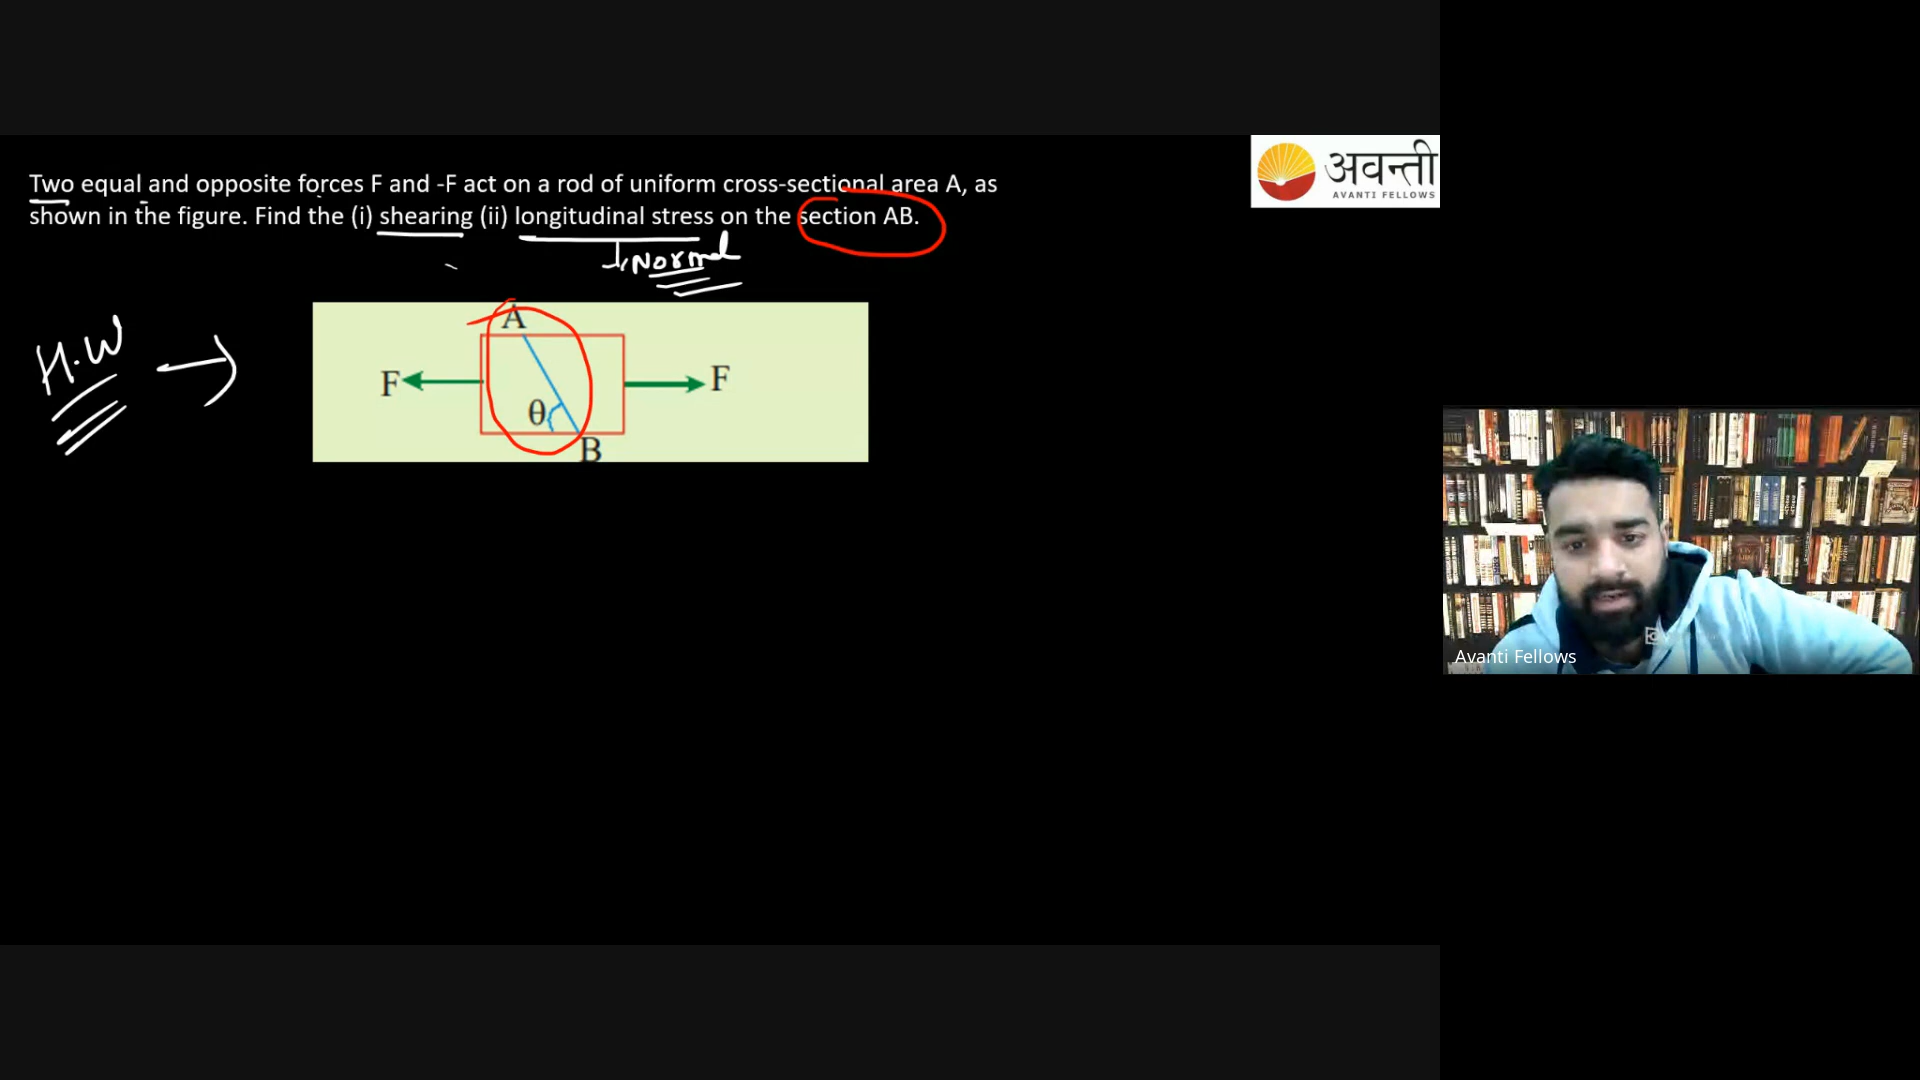 Two equal and opposite forces F and -F act on a rod of uniform cross-sectional area A, as
shown in the figure. Find the (i) shearing (ii) longitudinal stress on the section AB.
Normal
H.W
A
F
F
θ
B
अवन्ती
AVANTI FELLOWS
Avanti Fellows